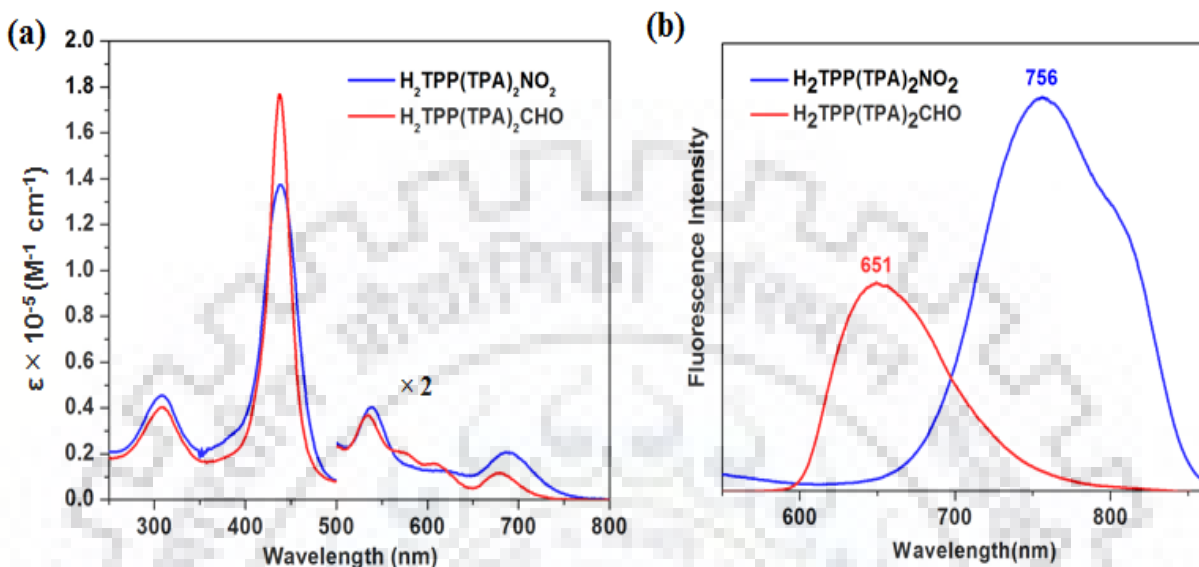 (a)
2.0
1.8
1.6
1.4
1.2
1.0
0.8
0.6
0.4
0.2
0.0
ε × 10⁻⁵ (M⁻¹ cm⁻¹)
H₂TPP(TPA)₂NO₂
H₂TPP(TPA)₂CHO
× 2
300 400 500 600 700 800
Wavelength (nm)
(b)
H₂TPP(TPA)₂NO₂
H₂TPP(TPA)₂CHO
756
651
Fluorescence Intensity
600 700 800
Wavelength(nm)